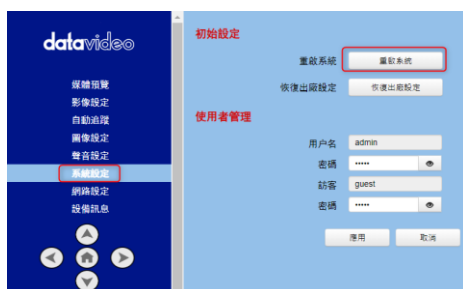 datavideo
媒體預覽
影像設定
自動追蹤
圖像設定
聲音設定
系統設定
網路設定
設備訊息
初始設定
重啟系統 重啟系統
恢復出廠設定 恢復出廠設定
使用者管理
用户名 admin
密碼 •••••
訪客 guest
密碼 •••••
應用 取消